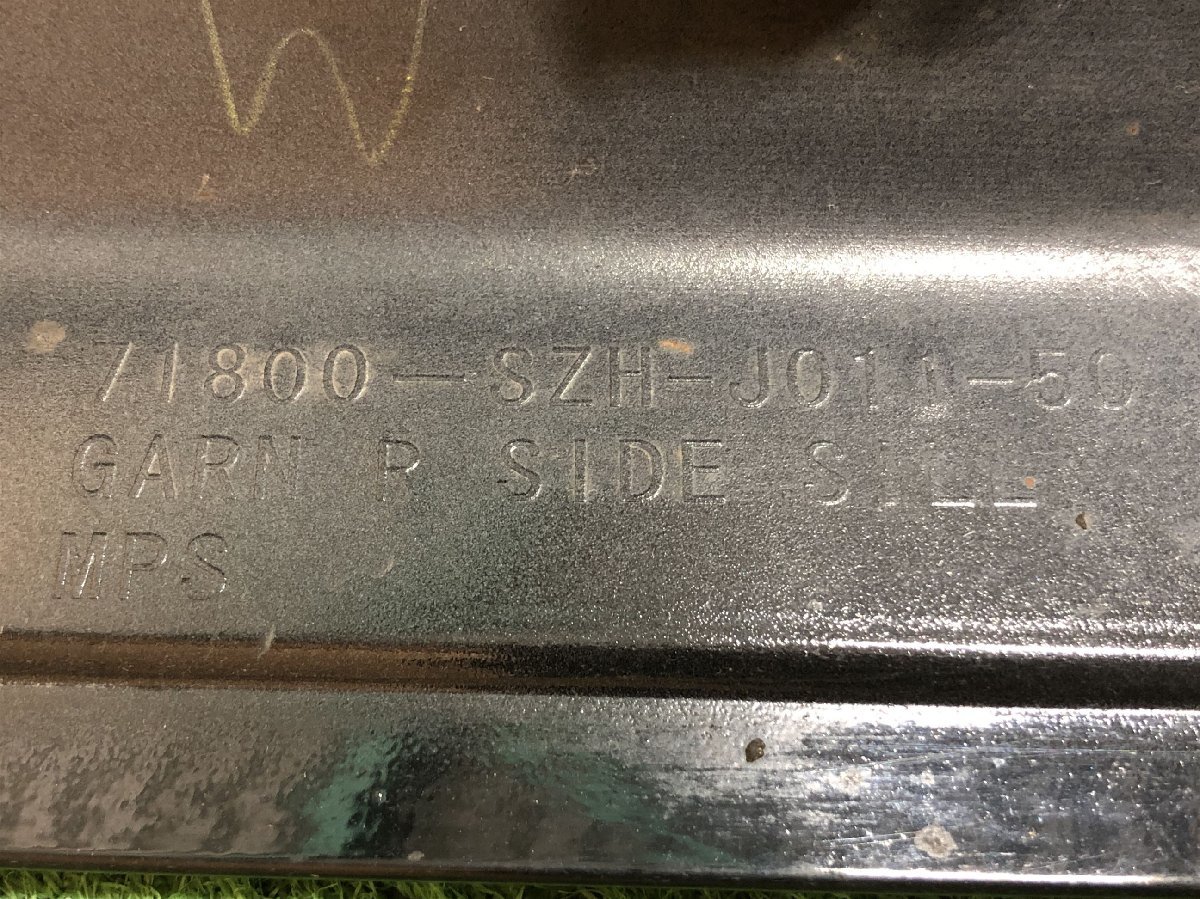 W
71800-SZH-J011-50
GARN R SIDE SILL
MPS